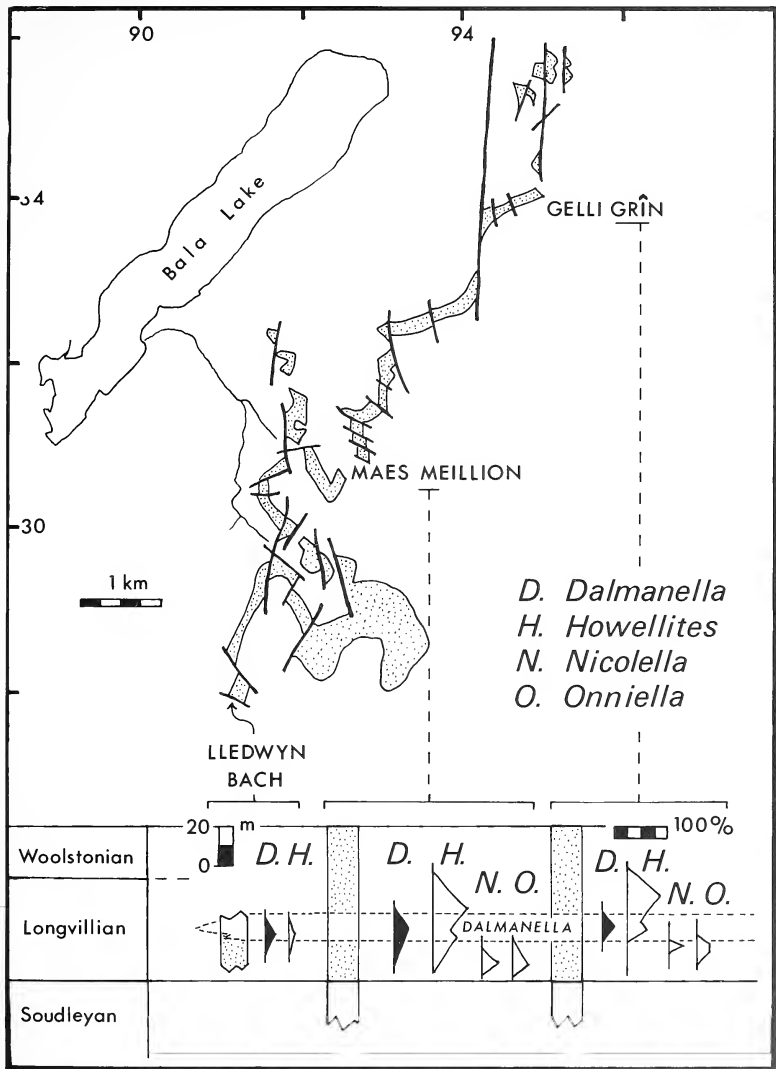 90 94
34
Bala Lake
GELLI GRÎN
MAES MEILLION
30
1 km
D. Dalmanella
H. Howellites
N. Nicolella
O. Onniella
LLEDWYN
BACH
20 m
0
100%
Woolstonian
D. H. D. H. D. H.
N. O. N. O.
Longvillian
DALMANELLA
Soudleyan